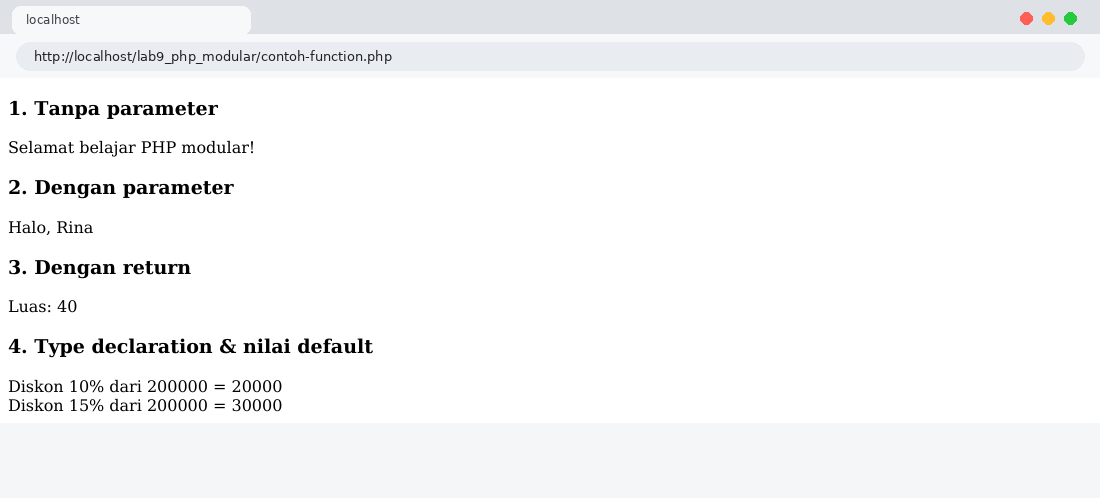 localhost
http://localhost/lab9_php_modular/contoh-function.php
1. Tanpa parameter
Selamat belajar PHP modular!
2. Dengan parameter
Halo, Rina
3. Dengan return
Luas: 40
4. Type declaration & nilai default
Diskon 10% dari 200000 = 20000
Diskon 15% dari 200000 = 30000